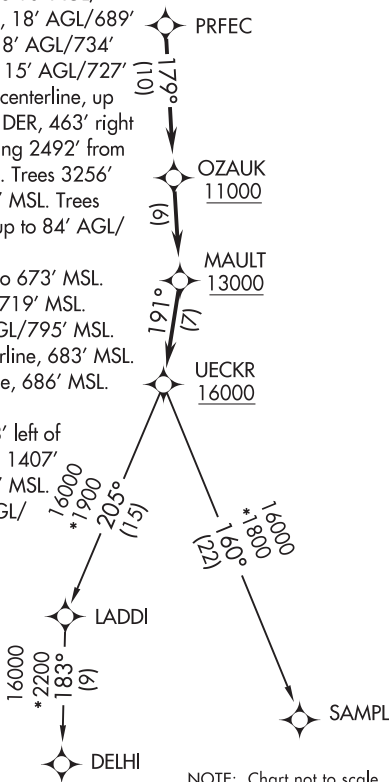 , 18' AGL/689'
8' AGL/734'
15' AGL/727'
centerline, up
DER, 463' right
ng 2492' from
. Trees 3256'
' MSL. Trees
up to 84' AGL/
o 673' MSL.
719' MSL.
GL/795' MSL.
rline, 683' MSL.
e, 686' MSL.
' left of
1407'
' MSL.
GL/
PRFEC
179°
(10)
OZAUK
11000
(9)
MAULT
13000
191°
(7)
UECKR
16000
16000
*1900
205°
(15)
16000
*1800
160°
(22)
LADDI
16000
*2200
183°
(9)
SAMPL
DELHI
NOTE: Chart not to scale